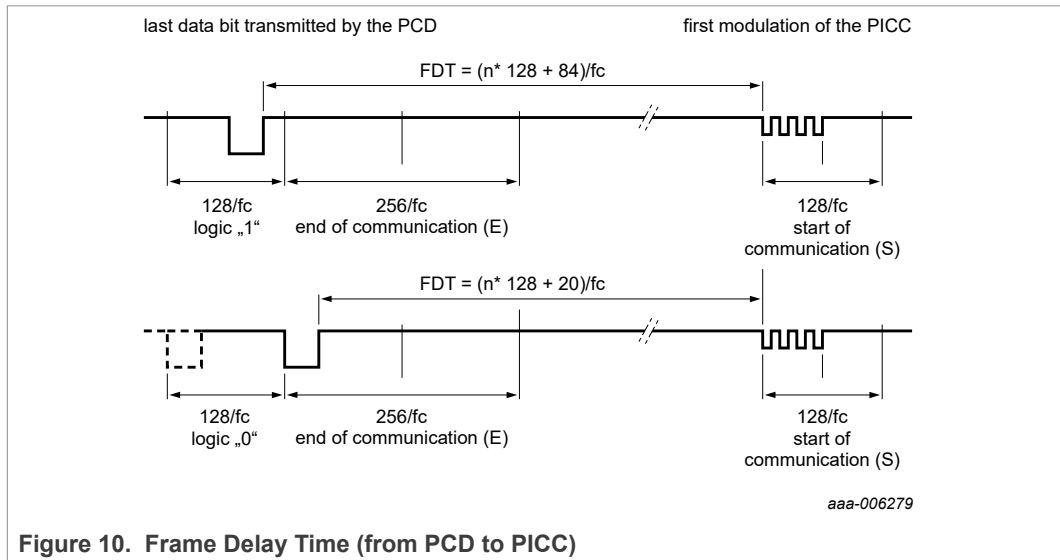 last data bit transmitted by the PCD
first modulation of the PICC
FDT = (n* 128 + 84)/fc
128/fc
logic „1“
256/fc
end of communication (E)
128/fc
start of
communication (S)
FDT = (n* 128 + 20)/fc
128/fc
logic „0“
256/fc
end of communication (E)
128/fc
start of
communication (S)
aaa-006279
Figure 10. Frame Delay Time (from PCD to PICC)